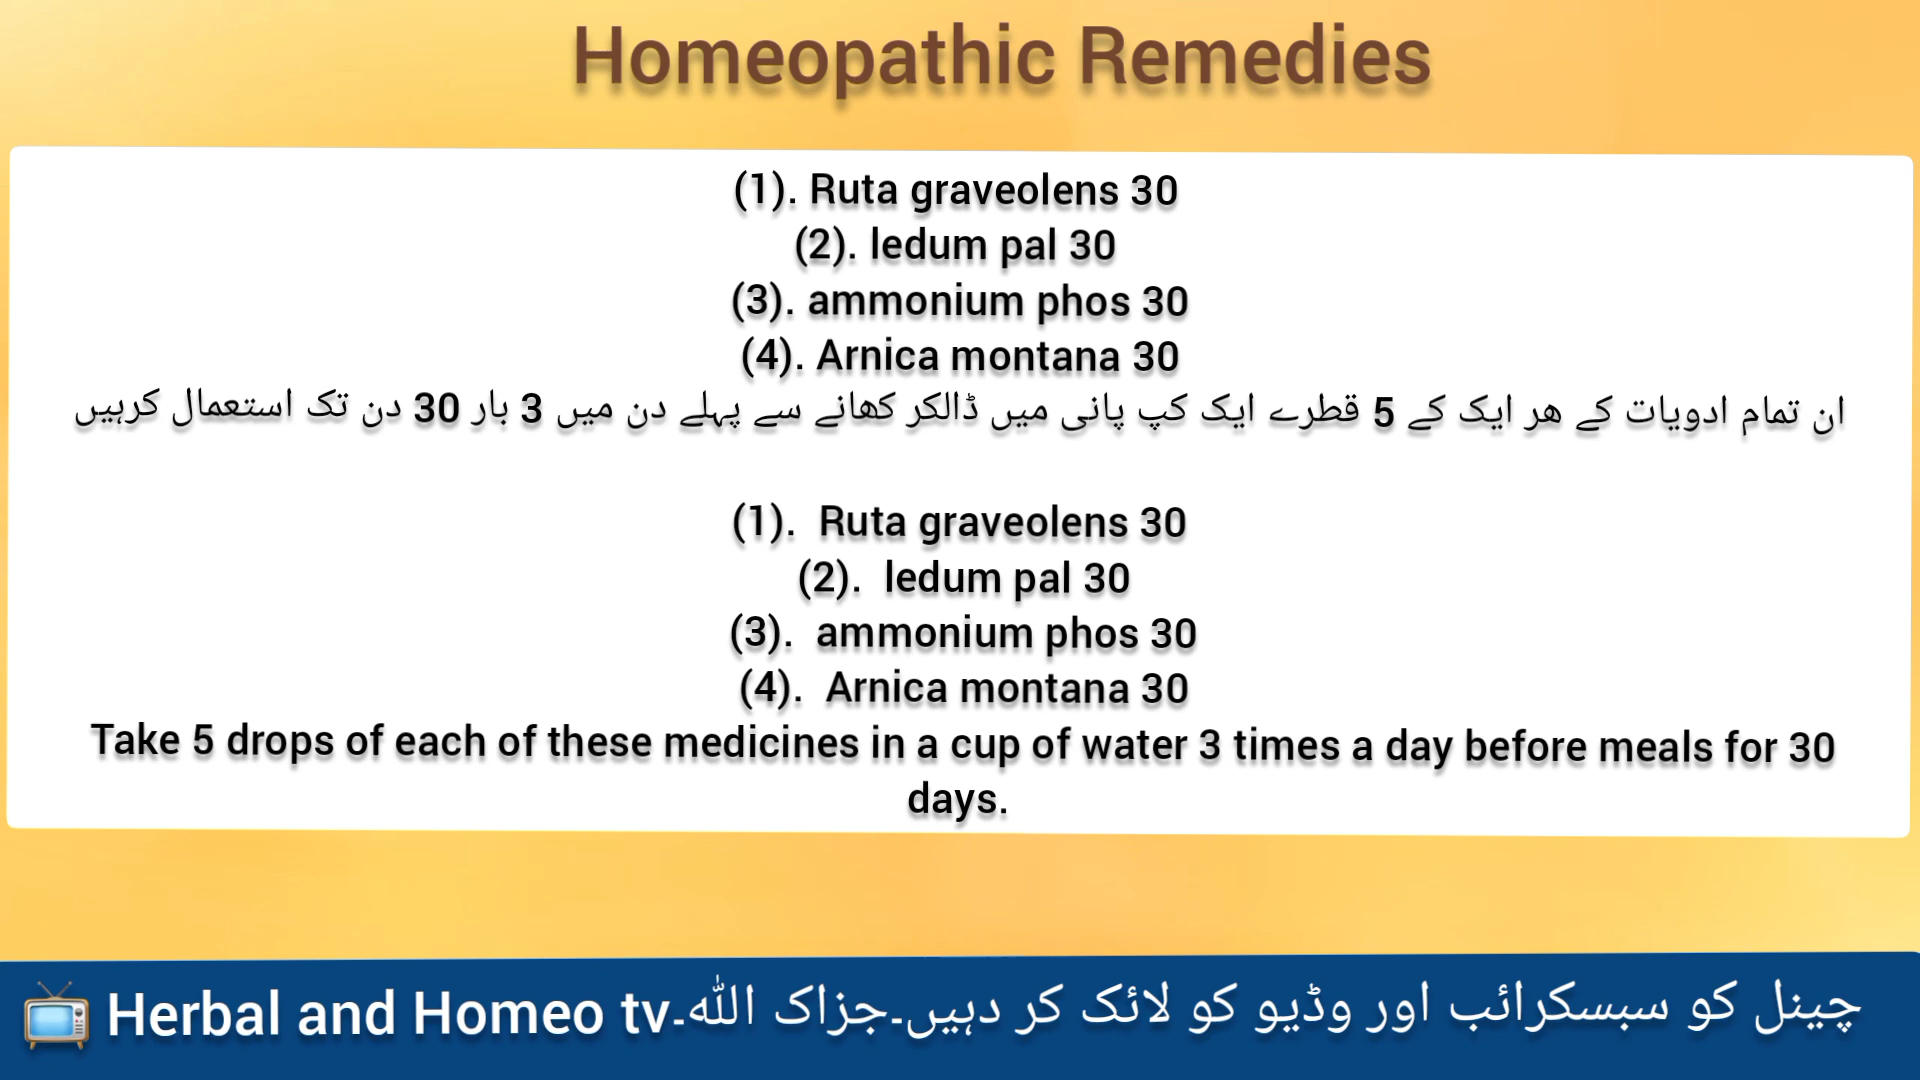 Homeopathic Remedies
(1). Ruta graveolens 30
(2). ledum pal 30
(3). ammonium phos 30
(4). Arnica montana 30
ان تمام ادویات کے ھر ایک کے 5 قطرے ایک کپ پانی میں ڈالکر کھانے سے پہلے دن میں 3 بار 30 دن تک استعمال کرہیں
(1).  Ruta graveolens 30
(2).  ledum pal 30
(3).  ammonium phos 30
(4).  Arnica montana 30
Take 5 drops of each of these medicines in a cup of water 3 times a day before meals for 30
days.
📺 Herbal and Homeo tv۔چینل کو سبسکرائب اور وڈیو کو لائک کر دہیں۔جزاک اللہ